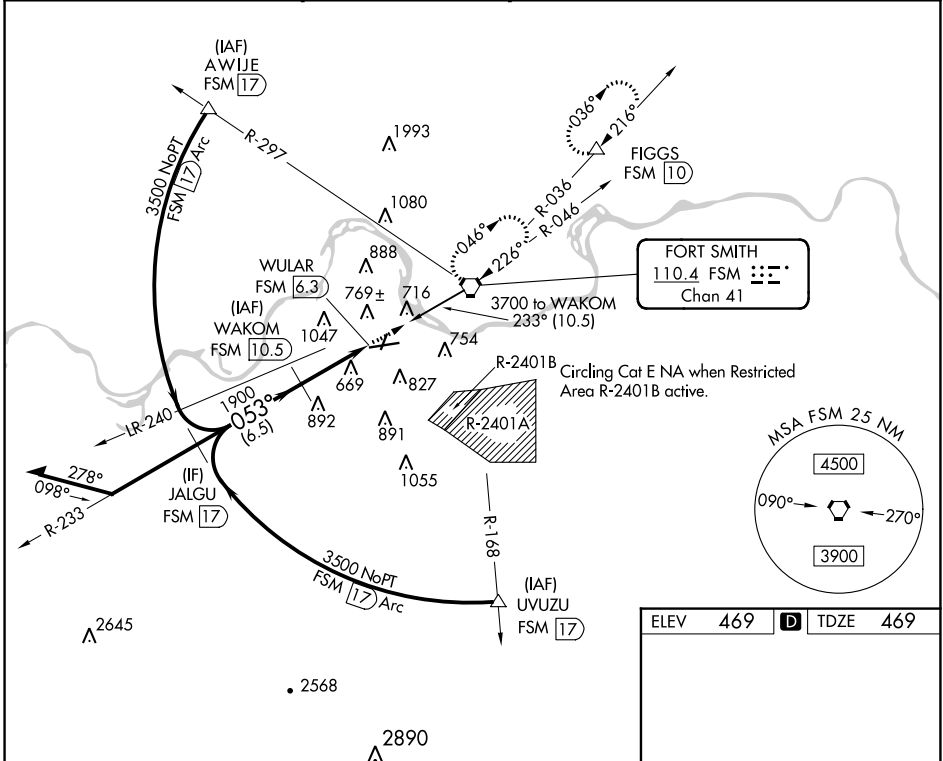 (IAF)
AWIJE
FSM 17
R-297
3500 NoPT
FSM 17 Arc
1993
1080
888
769±
716
1047
WULAR
FSM 6.3
(IAF)
WAKOM
FSM 10.5
669
892
754
827
891
1055
036°
216°
FIGGS
FSM 10
R-036
R-046
046°
226°
FORT SMITH
110.4 FSM
Chan 41
3700 to WAKOM
233° (10.5)
R-2401B
Circling Cat E NA when Restricted
Area R-2401B active.
R-2401A
LR-240
1900
053°
(6.5)
278°
098°
R-233
(IF)
JALGU
FSM 17
R-168
3500 NoPT
FSM 17 Arc
(IAF)
UVUZU
FSM 17
MSA FSM 25 NM
4500
090°
270°
3900
2645
2568
2890
ELEV 469 D TDZE 469